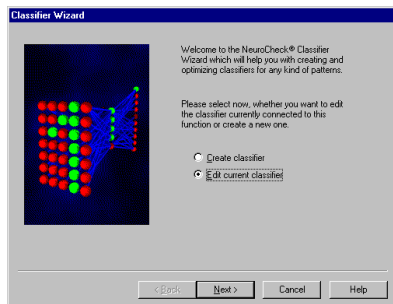 Classifier Wizard
Welcome to the NeuroCheck® Classifier
Wizard which will help you with creating and
optimizing classifiers for any kind of patterns.
Please select now, whether you want to edit
the classifier currently connected to this
function or create a new one.
Create classifier
Edit current classifier
< Back
Next >
Cancel
Help